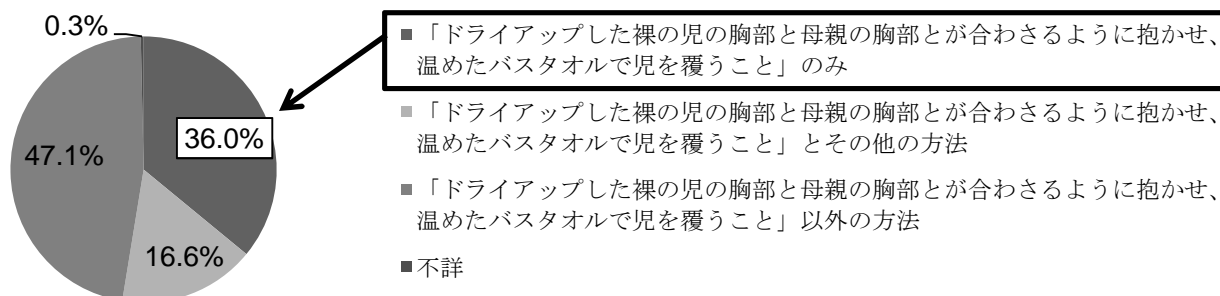 0.3%
36.0%
47.1%
16.6%
■「ドライアップした裸の児の胸部と母親の胸部とが合わさるように抱かせ、
温めたバスタオルで児を覆うこと」のみ
■「ドライアップした裸の児の胸部と母親の胸部とが合わさるように抱かせ、
温めたバスタオルで児を覆うこと」とその他の方法
■「ドライアップした裸の児の胸部と母親の胸部とが合わさるように抱かせ、
温めたバスタオルで児を覆うこと」以外の方法
■不詳